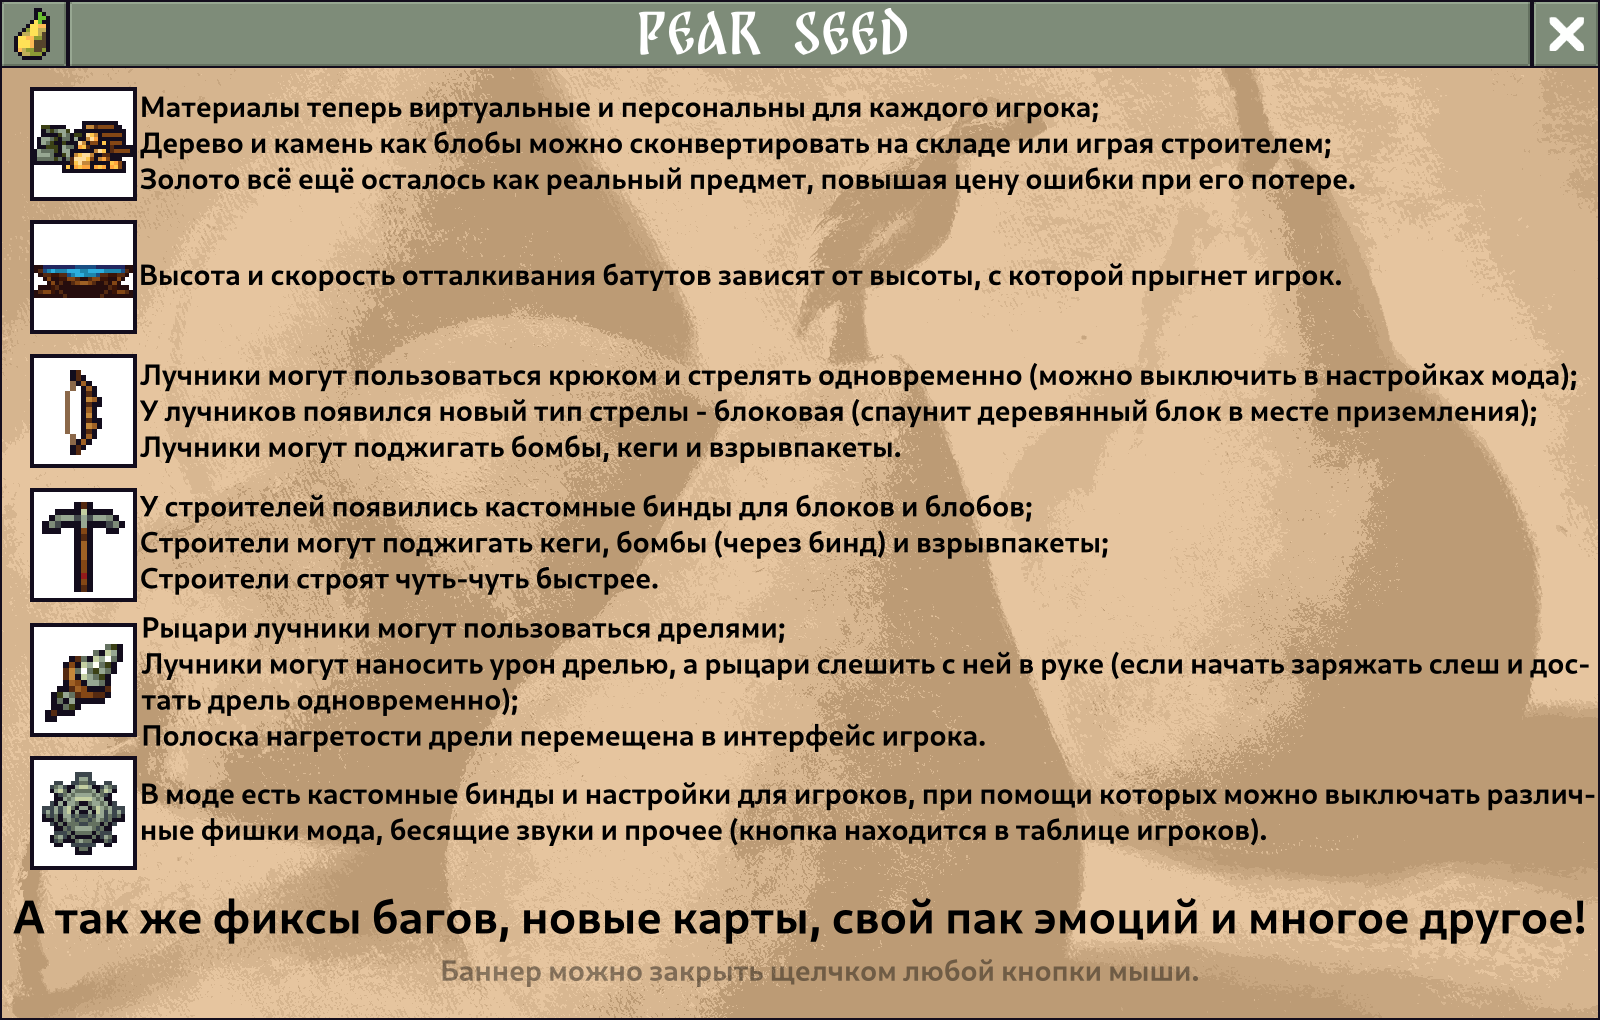 PEAR SEED
Материалы теперь виртуальные и персональны для каждого игрока;
Дерево и камень как блобы можно сконвертировать на складе или играя строителем;
Золото всё ещё осталось как реальный предмет, повышая цену ошибки при его потере.
Высота и скорость отталкивания батутов зависят от высоты, с которой прыгнет игрок.
Лучники могут пользоваться крюком и стрелять одновременно (можно выключить в настройках мода);
У лучников появился новый тип стрелы - блоковая (спаунит деревянный блок в месте приземления);
Лучники могут поджигать бомбы, кеги и взрывпакеты.
У строителей появились кастомные бинды для блоков и блобов;
Строители могут поджигать кеги, бомбы (через бинд) и взрывпакеты;
Строители строят чуть-чуть быстрее.
Рыцари лучники могут пользоваться дрелями;
Лучники могут наносить урон дрелью, а рыцари слешить с ней в руке (если начать заряжать слеш и дос-
тать дрель одновременно);
Полоска нагретости дрели перемещена в интерфейс игрока.
В моде есть кастомные бинды и настройки для игроков, при помощи которых можно выключать различ-
ные фишки мода, бесящие звуки и прочее (кнопка находится в таблице игроков).
А так же фиксы багов, новые карты, свой пак эмоций и многое другое!
Баннер можно закрыть щелчком любой кнопки мыши.